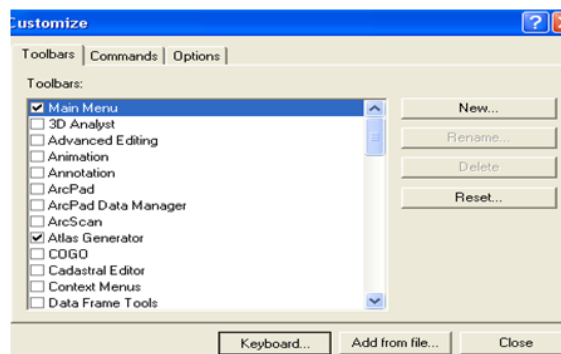 Customize
Toolbars Commands Options
Toolbars:
Main Menu
3D Analyst
Advanced Editing
Animation
Annotation
ArcPad
ArcPad Data Manager
ArcScan
Atlas Generator
COGO
Cadastral Editor
Context Menus
Data Frame Tools
New...
Rename...
Delete
Reset...
Keyboard... Add from file... Close